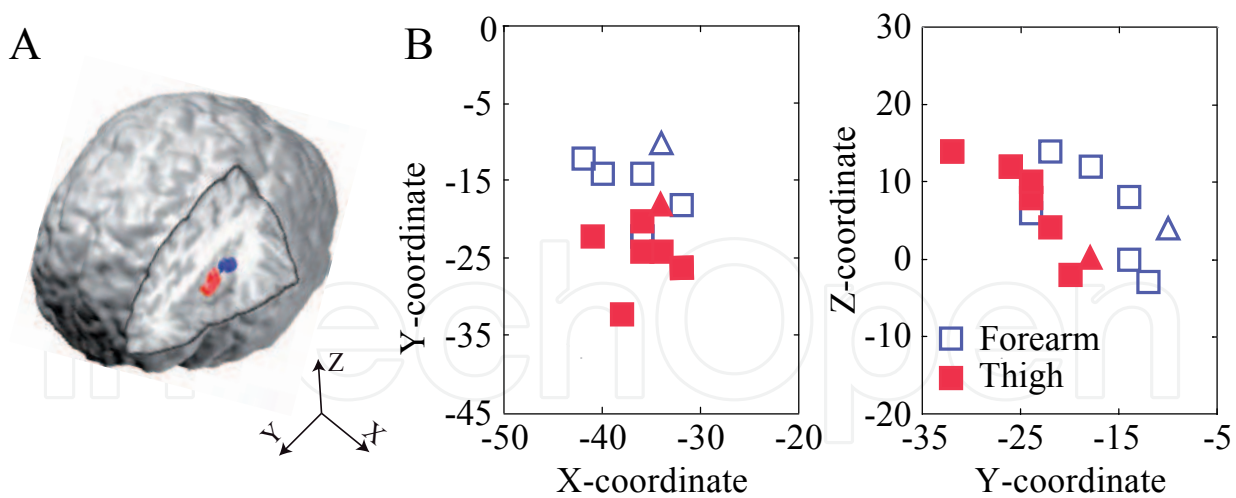 A
Z
Y
X
B
Y-coordinate
0
-5
-15
-25
-35
-45
-50
-40
-30
-20
X-coordinate
Z-coordinate
30
20
10
0
-10
-20
Forearm
Thigh
-35
-25
-15
-5
Y-coordinate
InTechOpen